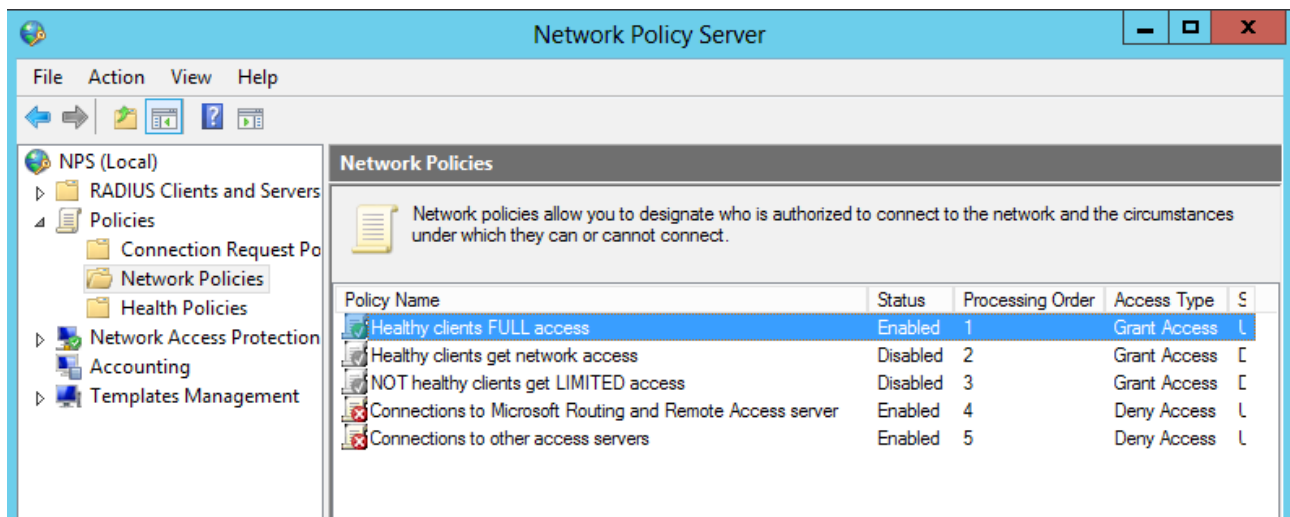 Network Policy Server
File Action View Help
NPS (Local)
RADIUS Clients and Servers
Policies
Connection Request Po
Network Policies
Health Policies
Network Access Protection
Accounting
Templates Management
Network Policies
Network policies allow you to designate who is authorized to connect to the network and the circumstances
under which they can or cannot connect.
Policy Name Status Processing Order Access Type S
Healthy clients FULL access Enabled 1 Grant Access U
Healthy clients get network access Disabled 2 Grant Access
NOT healthy clients get LIMITED access Disabled 3 Grant Access
Connections to Microsoft Routing and Remote Access server Enabled 4 Deny Access
Connections to other access servers Enabled 5 Deny Access